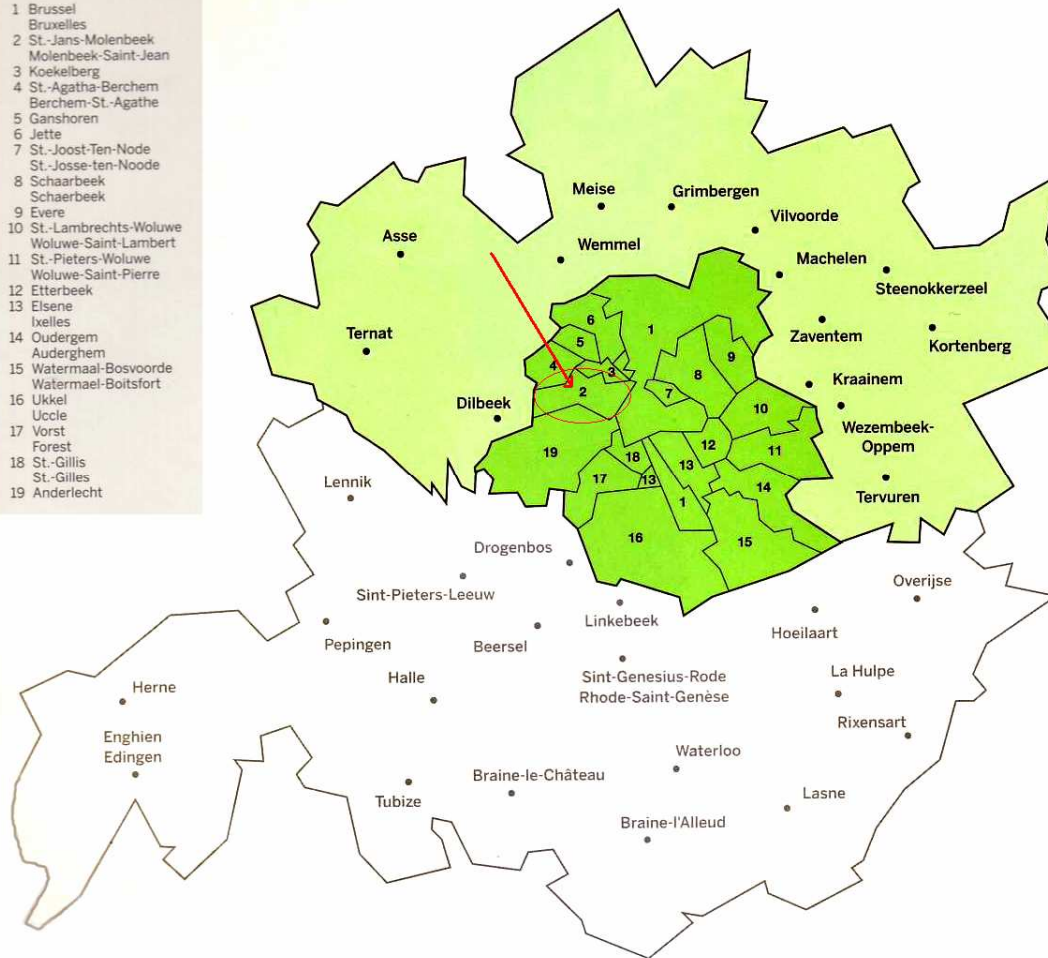 1 Brussel
Bruxelles
2 St.-Jans-Molenbeek
Molenbeek-Saint-Jean
3 Koekelberg
4 St.-Agatha-Berchem
Berchem-St.-Agathe
5 Ganshoren
6 Jette
7 St.-Joost-Ten-Node
St.-Josse-ten-Noode
8 Schaarbeek
Schaerbeek
9 Evere
10 St.-Lambrechts-Woluwe
Woluwe-Saint-Lambert
11 St.-Pieters-Woluwe
Woluwe-Saint-Pierre
12 Etterbeek
13 Elsene
Ixelles
14 Oudergem
Auderghem
15 Watermaal-Bosvoorde
Watermael-Boitsfort
16 Ukkel
Uccle
17 Vorst
Forest
18 St.-Gillis
St.-Gilles
19 Anderlecht
Meise
Grimbergen
Vilvoorde
Asse
Wemmel
Machelen
Steenokkerzeel
Ternat
Zaventem
Kortenberg
Kraainem
Dilbeek
Wezembeek-
Oppem
Tervuren
6
1
5
4
3
9
8
2
7
10
12
11
19
18
13
17
13
14
1
16
15
Lennik
Drogenbos
Sint-Pieters-Leeuw
Overijse
Linkebeek
Hoeilaart
Pepingen
Beersel
Halle
Sint-Genesius-Rode
Rhode-Saint-Genèse
La Hulpe
Herne
Rixensart
Enghien
Edingen
Waterloo
Braine-le-Château
Tubize
Lasne
Braine-l'Alleud